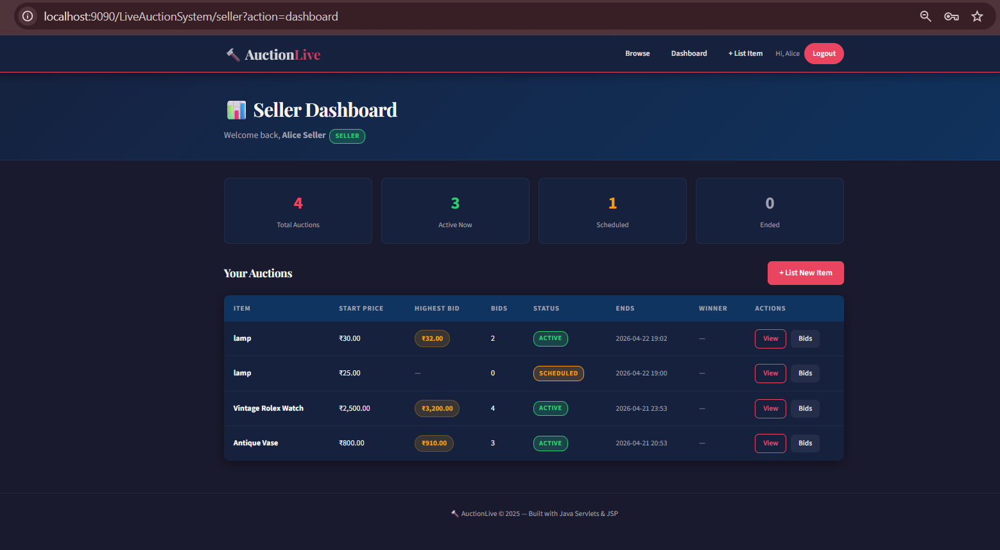 localhost:9090/LiveAuctionSystem/seller?action=dashboard
AuctionLive
Browse Dashboard + List Item Hi, Alice Logout
Seller Dashboard
Welcome back, Alice Seller SELLER
4 3 1 0
Total Auctions Active Now Scheduled Ended
Your Auctions + List New Item
ITEM START PRICE HIGHEST BID BIDS STATUS ENDS WINNER ACTIONS
lamp ₹30.00 ₹32.00 2 ACTIVE 2026-04-22 19:02 — View Bids
lamp ₹25.00 — 0 SCHEDULED 2026-04-22 19:00 — View Bids
Vintage Rolex Watch ₹2,500.00 ₹3,200.00 4 ACTIVE 2026-04-21 23:53 — View Bids
Antique Vase ₹800.00 ₹910.00 3 ACTIVE 2026-04-21 20:53 — View Bids
AuctionLive © 2025 — Built with Java Servlets & JSP